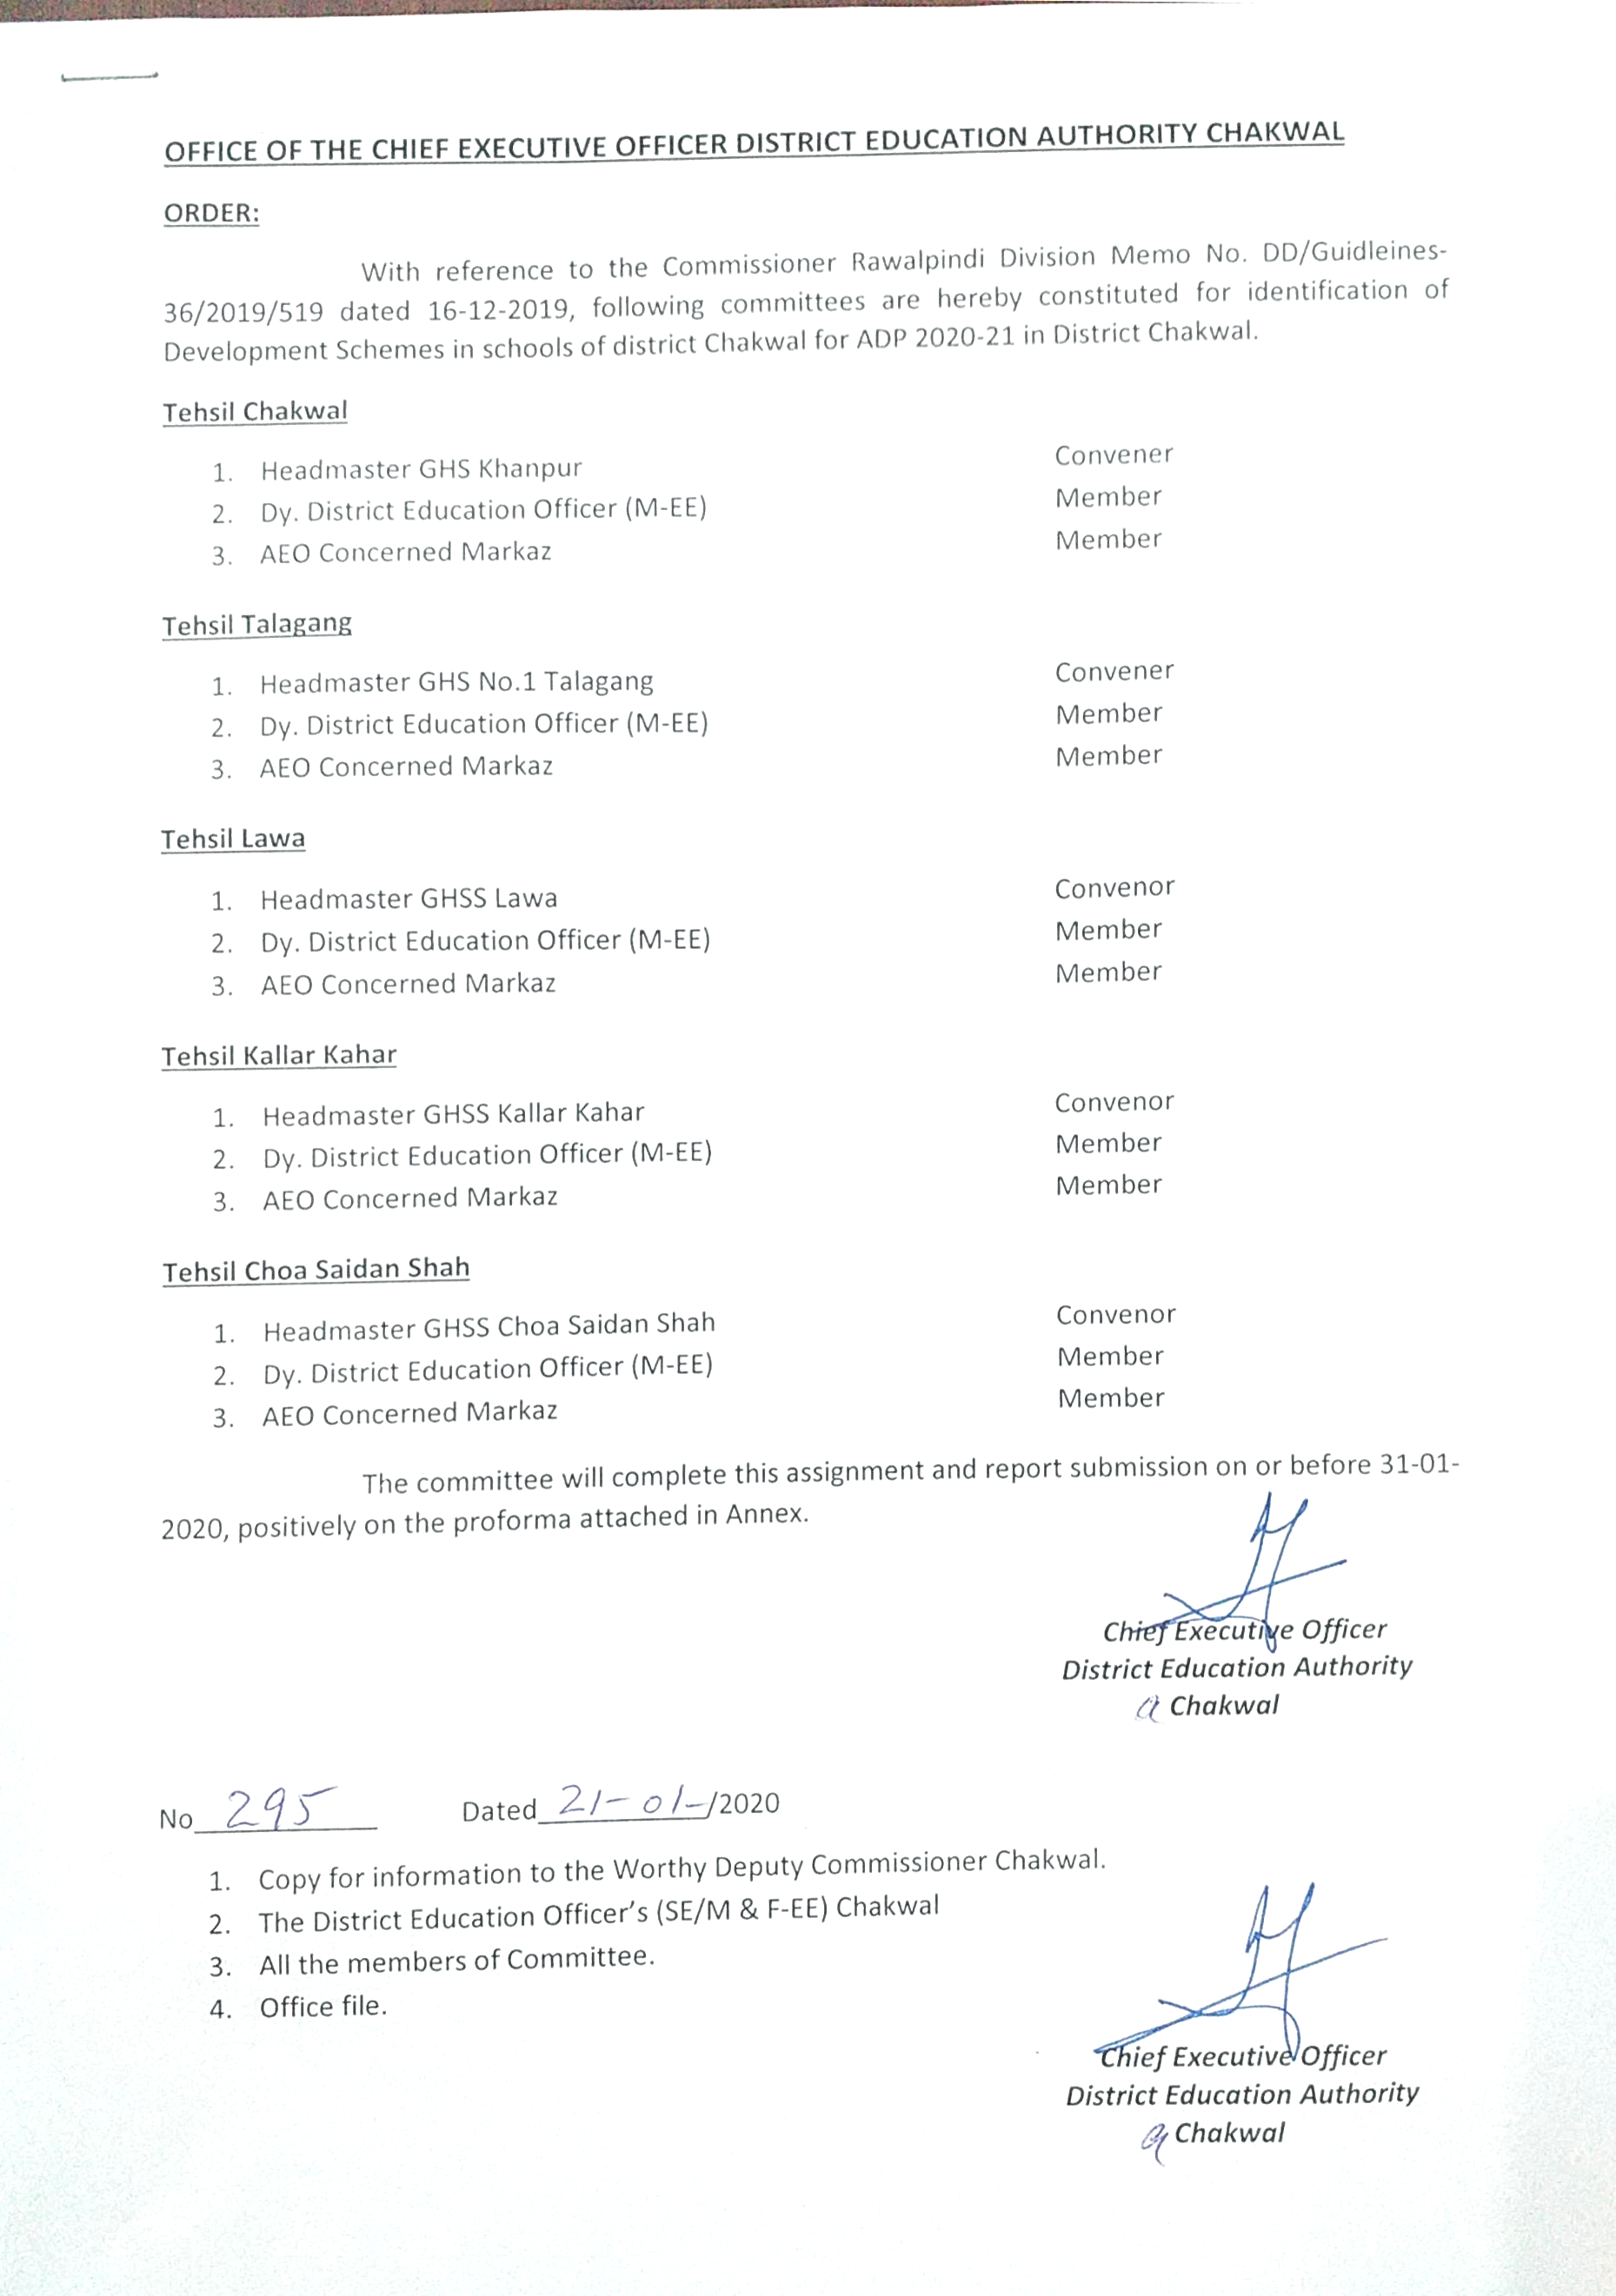 OFFICE OF THE CHIEF EXECUTIVE OFFICER DISTRICT EDUCATION AUTHORITY CHAKWAL
ORDER:
With reference to the Commissioner Rawalpindi Division Memo No. DD/Guidleines-
36/2019/519 dated 16-12-2019, following committees are hereby constituted for identification of
Development Schemes in schools of district Chakwal for ADP 2020-21 in District Chakwal.
Tehsil Chakwal
1. Headmaster GHS Khanpur Convener
2. Dy. District Education Officer (M-EE) Member
3. AEO Concerned Markaz Member
Tehsil Talagang
1. Headmaster GHS No.1 Talagang Convener
2. Dy. District Education Officer (M-EE) Member
3. AEO Concerned Markaz Member
Tehsil Lawa
1. Headmaster GHSS Lawa Convenor
2. Dy. District Education Officer (M-EE) Member
3. AEO Concerned Markaz Member
Tehsil Kallar Kahar
1. Headmaster GHSS Kallar Kahar Convenor
2. Dy. District Education Officer (M-EE) Member
3. AEO Concerned Markaz Member
Tehsil Choa Saidan Shah
1. Headmaster GHSS Choa Saidan Shah Convenor
2. Dy. District Education Officer (M-EE) Member
3. AEO Concerned Markaz Member
The committee will complete this assignment and report submission on or before 31-01-
2020, positively on the proforma attached in Annex.
Chief Executive Officer
District Education Authority
Chakwal
No 295 Dated 21-01-/2020
1. Copy for information to the Worthy Deputy Commissioner Chakwal.
2. The District Education Officer's (SE/M & F-EE) Chakwal
3. All the members of Committee.
4. Office file.
Chief Executive Officer
District Education Authority
Chakwal